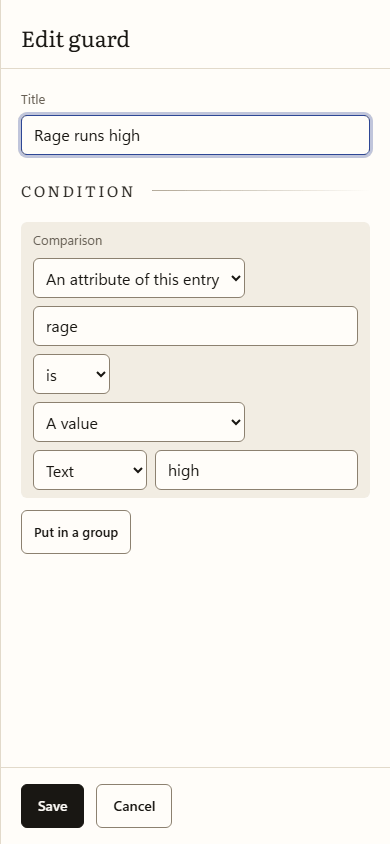 Edit guard
Title
Rage runs high
CONDITION
Comparison
An attribute of this entry
rage
is
A value
Text
high
Put in a group
Save
Cancel